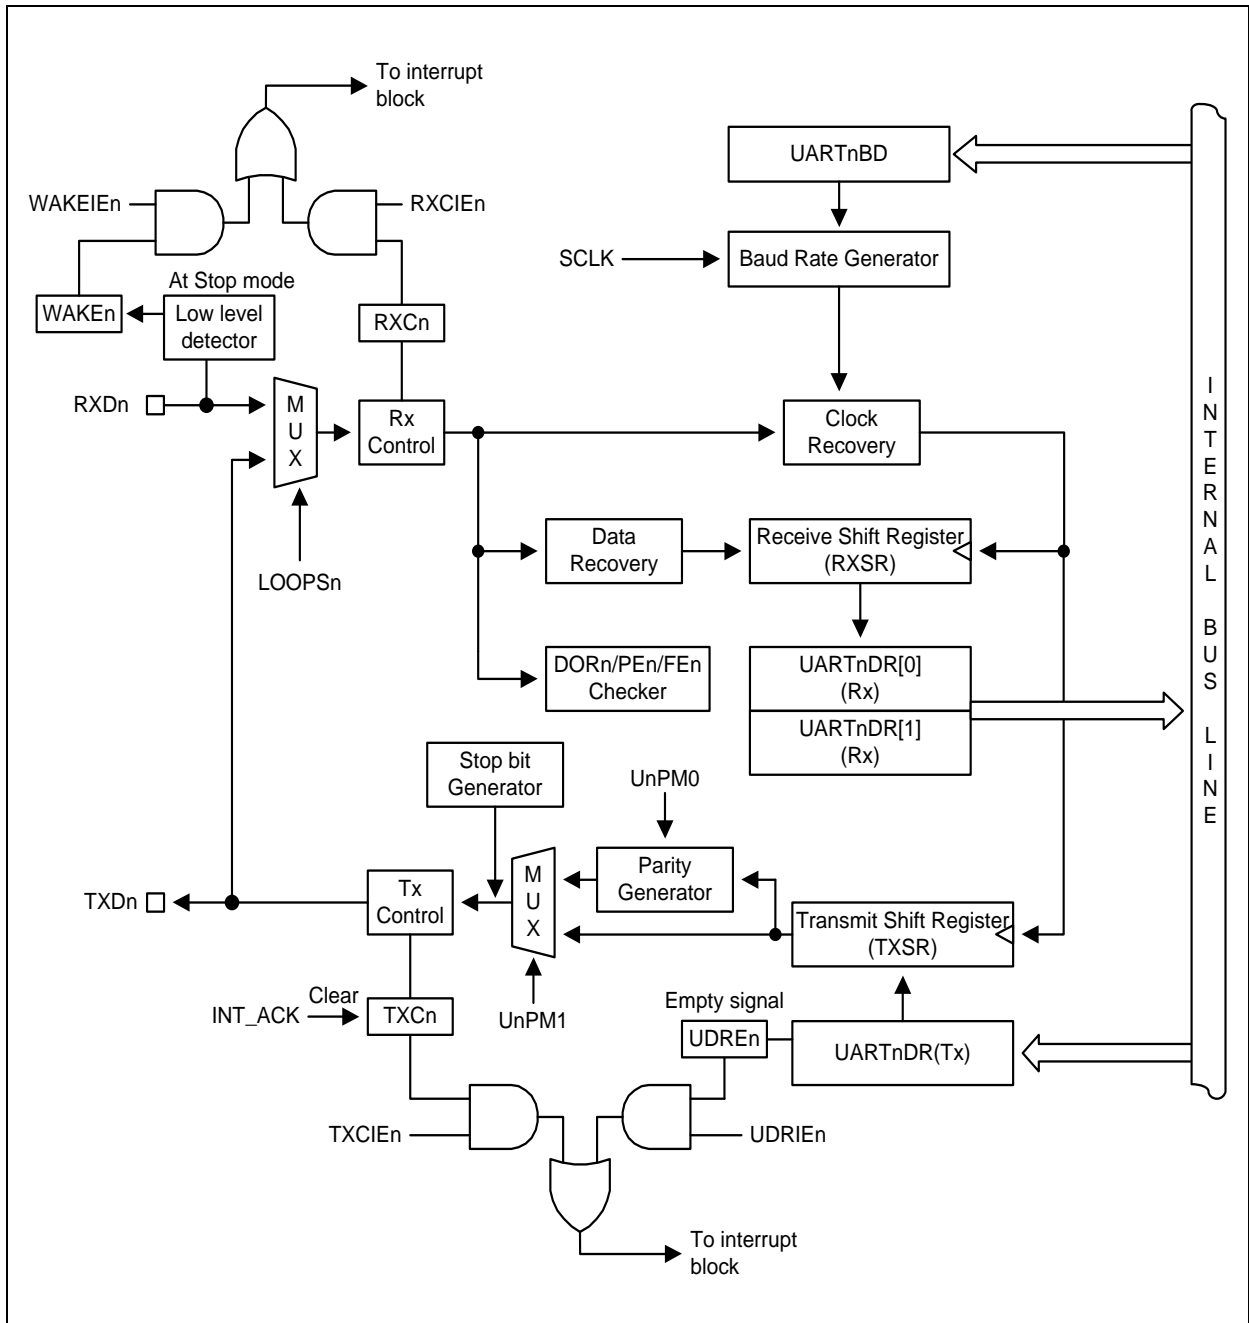 To interrupt
block
UARTnBD
WAKEIEn
RXCIEn
SCLK
Baud Rate Generator
At Stop mode
WAKEn
Low level
detector
RXCn
RXDn
M
U
X
Rx
Control
Clock
Recovery
LOOPSn
Data
Recovery
Receive Shift Register
(RXSR)
DORn/PEn/FEn
Checker
UARTnDR[0]
(Rx)
UARTnDR[1]
(Rx)
INTERNAL BUS LINE
Stop bit
Generator
UnPM0
M
U
X
Parity
Generator
TXDn
Tx
Control
Transmit Shift Register
(TXSR)
INT_ACK
Clear
TXCn
UnPM1
Empty signal
UDREn
UARTnDR(Tx)
TXCIEn
UDRIEn
To interrupt
block